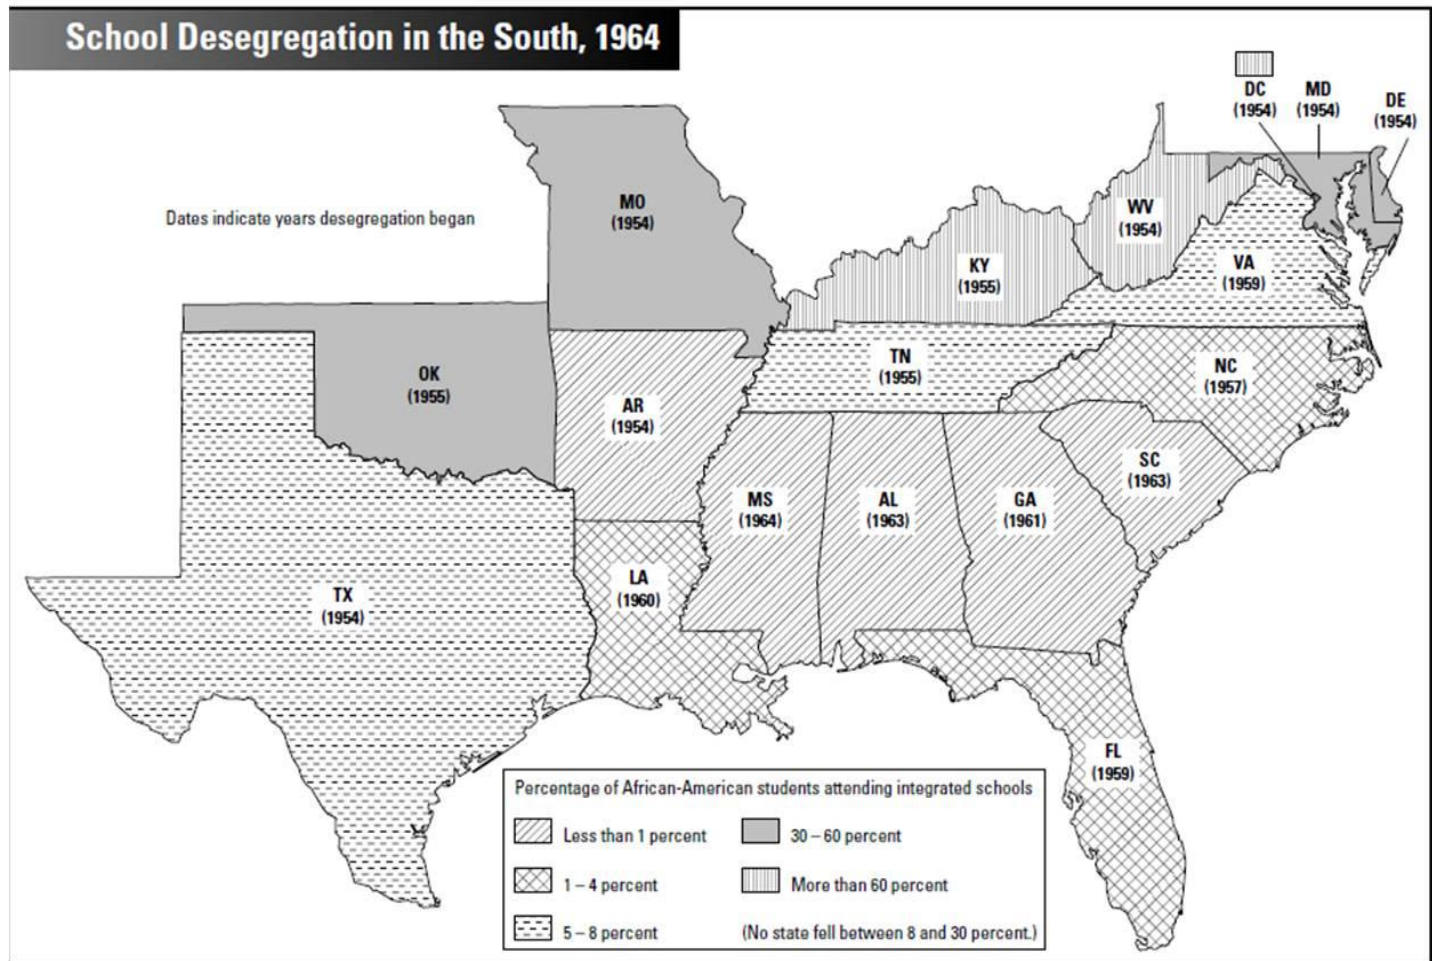 School Desegregation in the South, 1964
DC
(1954)
MD
(1954)
DE
(1954)
Dates indicate years desegregation began
MO
(1954)
WV
(1954)
KY
(1955)
VA
(1959)
OK
(1955)
TN
(1955)
NC
(1957)
AR
(1954)
SC
(1963)
MS
(1964)
AL
(1963)
GA
(1961)
LA
(1960)
TX
(1954)
FL
(1959)
Percentage of African-American students attending integrated schools
Less than 1 percent
30 – 60 percent
1 – 4 percent
More than 60 percent
5 – 8 percent
(No state fell between 8 and 30 percent.)